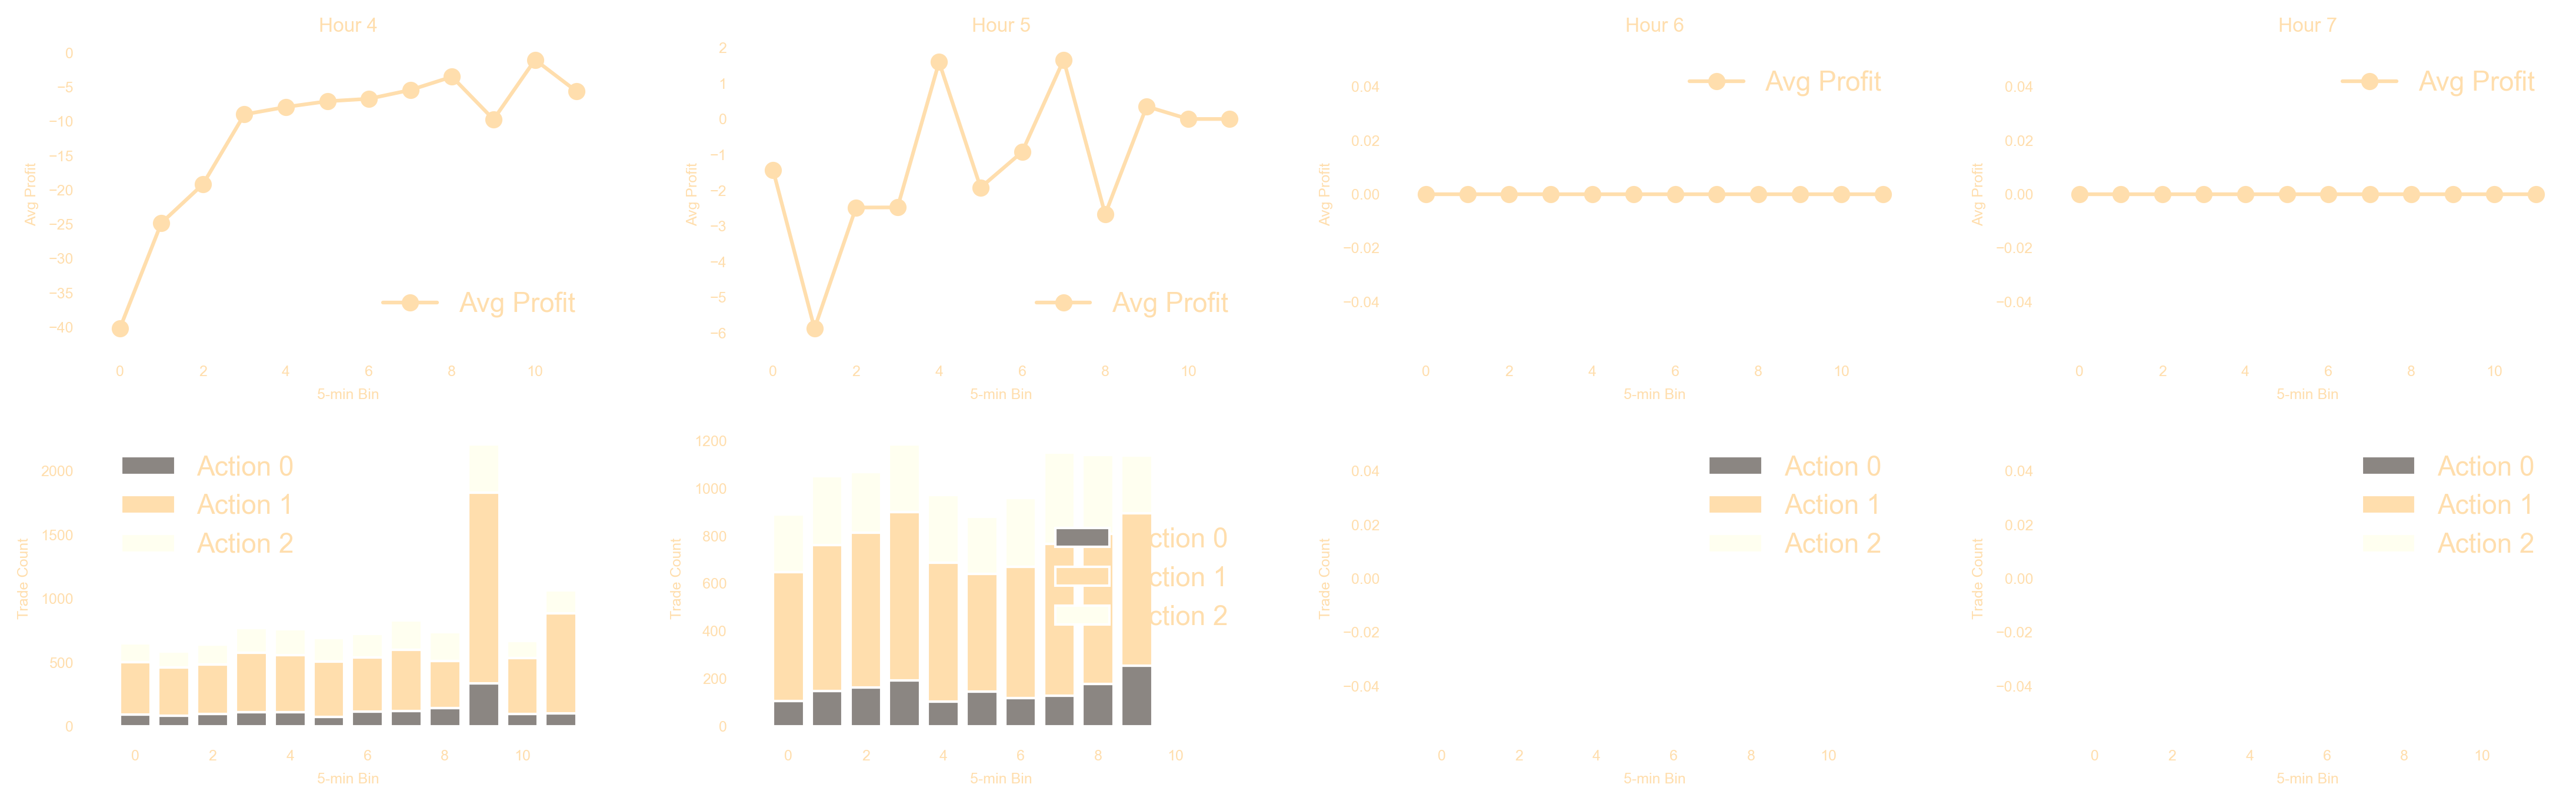 Hour 4
0
−5
−10
−15
−20
−25
−30
−35
−40
Avg Profit
Avg Profit
0 2 4 6 8 10
5-min Bin
Hour 5
2
1
0
−1
−2
−3
−4
−5
−6
Avg Profit
Avg Profit
0 2 4 6 8 10
5-min Bin
Hour 6
0.04
0.02
0.00
−0.02
−0.04
Avg Profit
Avg Profit
0 2 4 6 8 10
5-min Bin
Hour 7
0.04
0.02
0.00
−0.02
−0.04
Avg Profit
Avg Profit
0 2 4 6 8 10
5-min Bin
2000
1500
1000
500
0
Trade Count
Action 0
Action 1
Action 2
0 2 4 6 8 10
5-min Bin
1200
1000
800
600
400
200
0
Trade Count
ction 0
ction 1
ction 2
0 2 4 6 8 10
5-min Bin
0.04
0.02
0.00
−0.02
−0.04
Trade Count
Action 0
Action 1
Action 2
0 2 4 6 8 10
5-min Bin
0.04
0.02
0.00
−0.02
−0.04
Trade Count
Action 0
Action 1
Action 2
0 2 4 6 8 10
5-min Bin